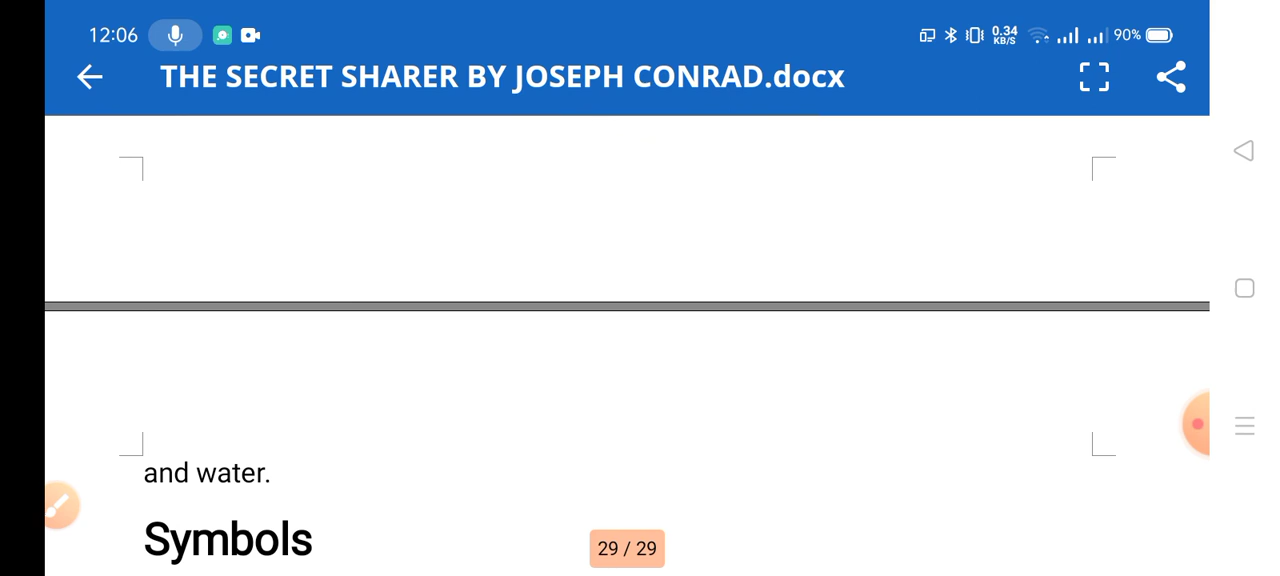 12:06 0.34 KB/S 90%
THE SECRET SHARER BY JOSEPH CONRAD.docx
and water.
Symbols
29 / 29